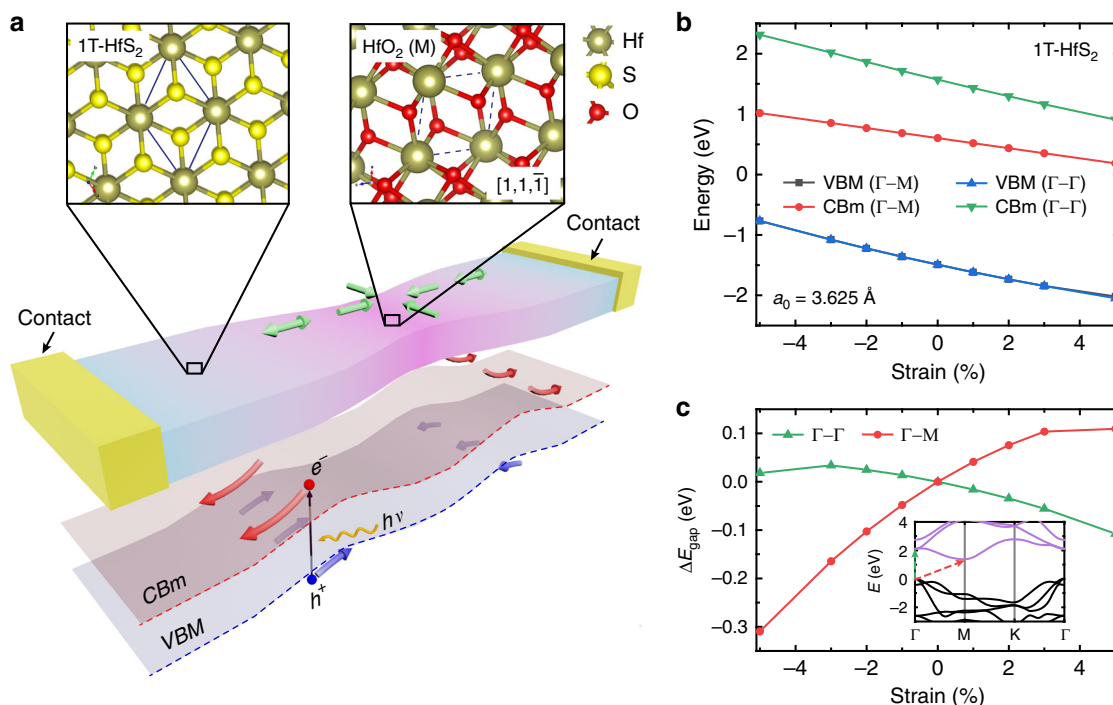 a
1T-HfS₂
HfO₂ (M)
[1,1,1̄]
Hf
S
O
Contact
Contact
e⁻
hν
h⁺
CBm
VBM
b
1T-HfS₂
Energy (eV)
2
1
0
−1
−2
VBM (Γ−M)
VBM (Γ−Γ)
CBm (Γ−M)
CBm (Γ−Γ)
a₀ = 3.625 Å
−4
−2
0
2
4
Strain (%)
c
Γ−Γ
Γ−M
ΔE_gap (eV)
0.1
0.0
−0.1
−0.2
−0.3
E (eV)
4
2
0
−2
Γ
M
K
Γ
−4
−2
0
2
4
Strain (%)